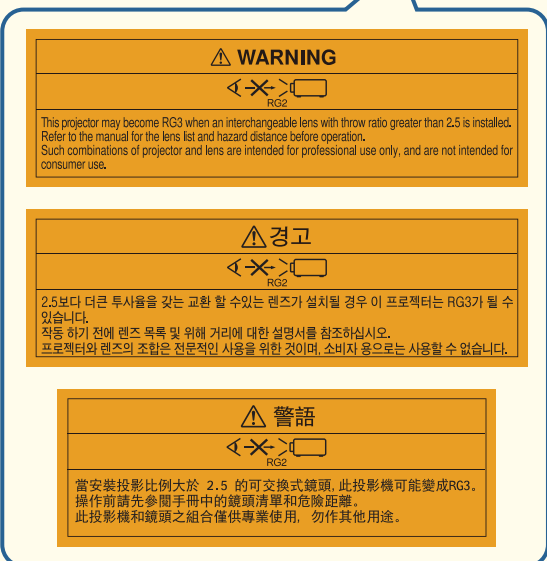 WARNING
RG2
This projector may become RG3 when an interchangeable lens with throw ratio greater than 2.5 is installed.
Refer to the manual for the lens list and hazard distance before operation.
Such combinations of projector and lens are intended for professional use only, and are not intended for
consumer use.
경고
RG2
2.5보다 더큰 투사율을 갖는 교환 할 수있는 렌즈가 설치될 경우 이 프로젝터는 RG3가 될 수
있습니다.
작동 하기 전에 렌즈 목록 및 위해 거리에 대한 설명서를 참조하십시오.
프로젝터와 렌즈의 조합은 전문적인 사용을 위한 것이며, 소비자 용으로는 사용할 수 없습니다.
警語
RG2
當安裝投影比例大於 2.5 的可交換式鏡頭,此投影機可能變成RG3。
操作前請先參閱手冊中的鏡頭清單和危險距離。
此投影機和鏡頭之組合僅供專業使用, 勿作其他用途。